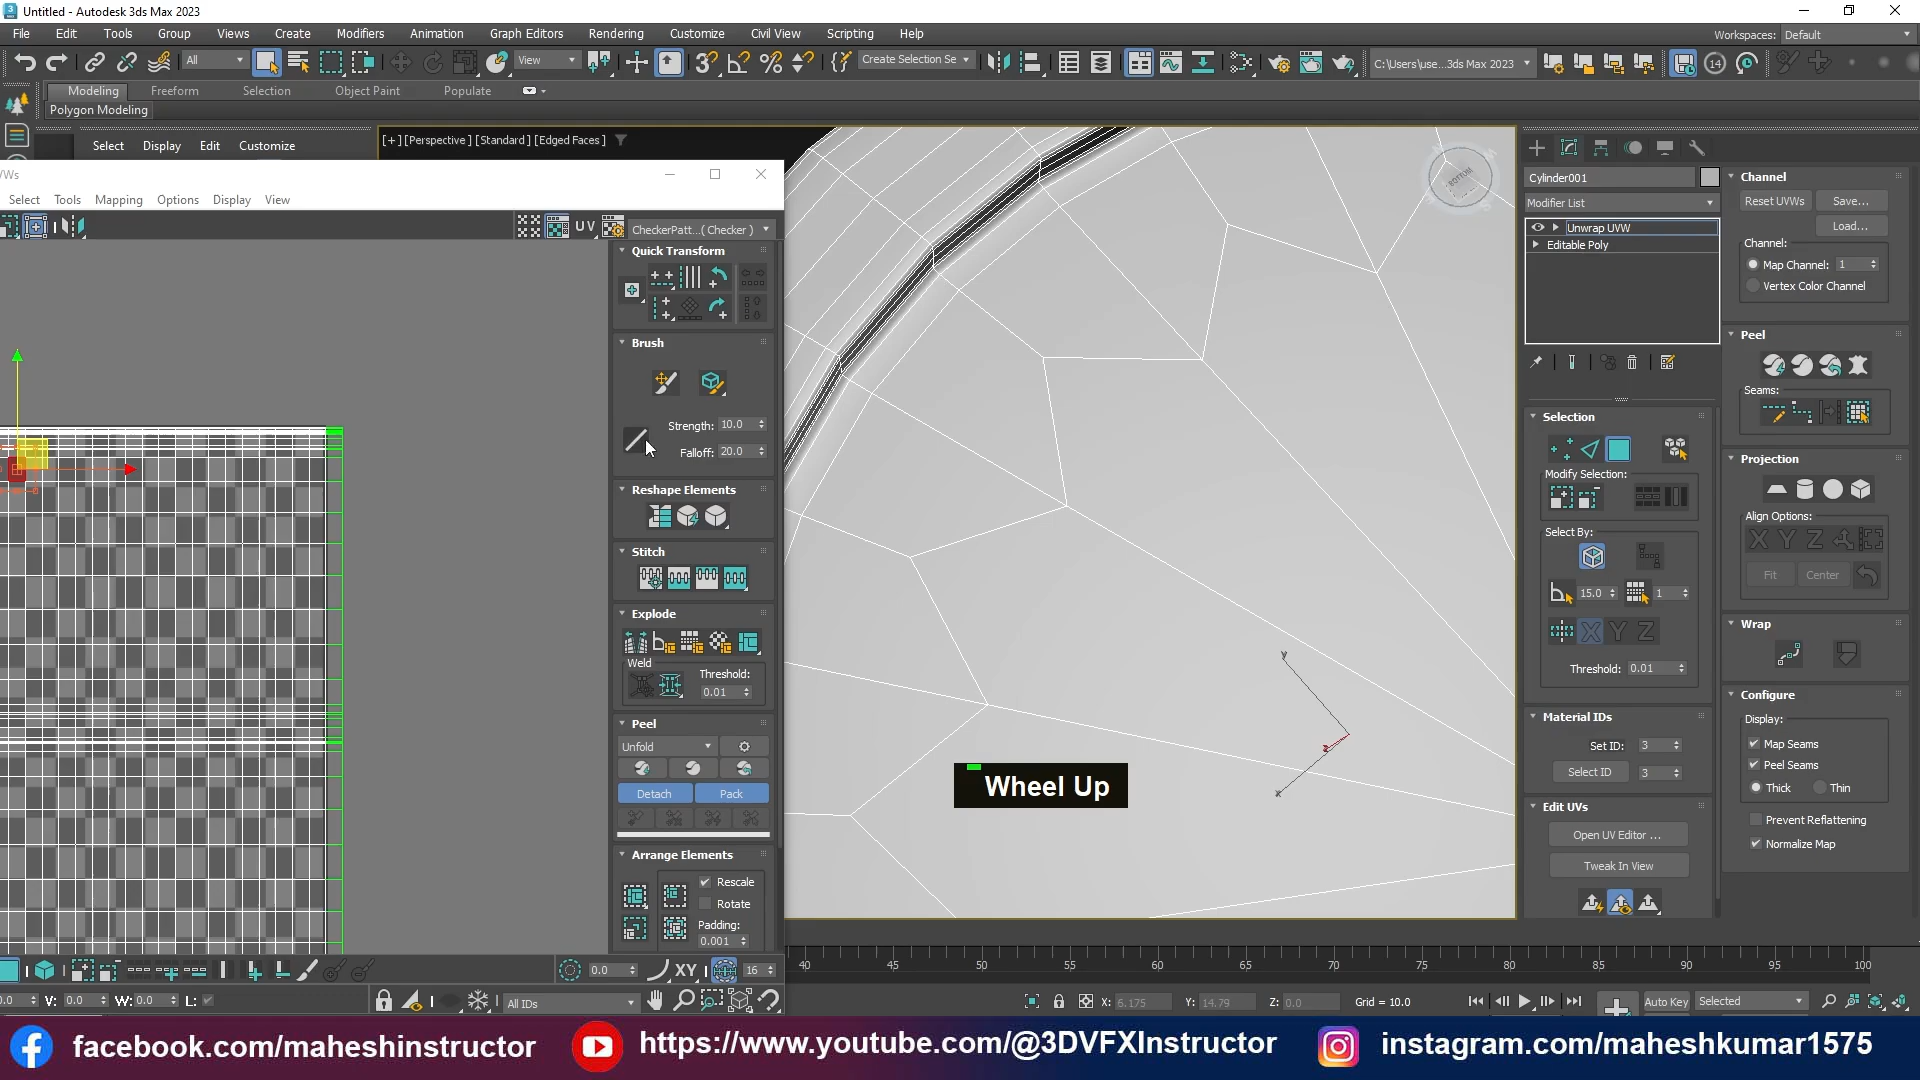 Untitled - Autodesk 3ds Max 2023
File Edit Tools Group Views Create Modifiers Animation Graph Editors Rendering Customize Civil View Scripting Help
Workspaces: Default
All View Create Selection Se C:\Users\use...3ds Max 2023 14
Modeling Freeform Selection Object Paint Populate
Polygon Modeling
Select Display Edit Customize
[+] [Perspective ] [Standard ] [Edged Faces ]
VWs
Select Tools Mapping Options Display View
UV CheckerPatt...( Checker )
Quick Transform
Brush
Strength: 10.0
Falloff: 20.0
Reshape Elements
Stitch
Explode
Weld
Threshold:
0.01
Peel
Unfold
Detach Pack
Arrange Elements
Rescale
Rotate
Padding:
0.001
0.0 XY 16
0.0 V: 0.0 W: 0.0 L: All IDs
BOTTOM
y
z
x
Wheel Up
Cylinder001
Modifier List
Unwrap UVW
Editable Poly
Selection
Modify Selection:
Select By:
15.0 1
X Y Z
Threshold: 0.01
Material IDs
Set ID: 3
Select ID 3
Edit UVs
Open UV Editor ...
Tweak In View
Channel
Reset UVWs Save...
Load...
Channel:
Map Channel: 1
Vertex Color Channel
Peel
Seams:
Projection
Align Options:
X Y Z
Fit Center
Wrap
Configure
Display:
Map Seams
Peel Seams
Thick Thin
Prevent Reflattening
Normalize Map
40 45 50 55 60 65 70 75 80 85 90 95 100
X: 6.175 Y: 14.79 Z: 0.0 Grid = 10.0 Auto Key Selected
facebook.com/maheshinstructor https://www.youtube.com/@3DVFXInstructor instagram.com/maheshkumar1575